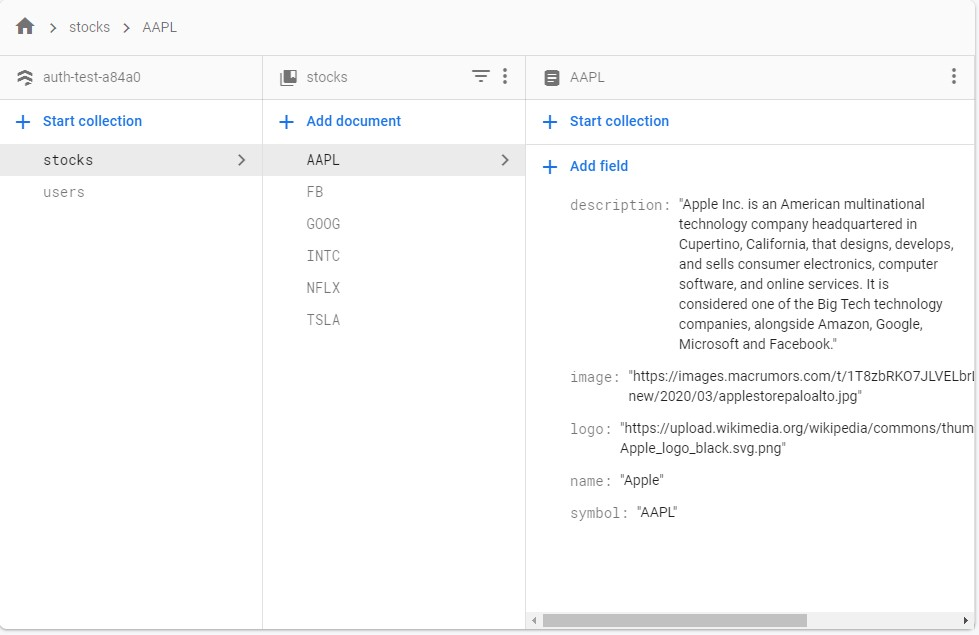 stocks > AAPL
auth-test-a84a0
stocks
AAPL
+ Start collection
+ Add document
+ Start collection
stocks
users
AAPL
FB
GOOG
INTC
NFLX
TSLA
+ Add field
description: "Apple Inc. is an American multinational
technology company headquartered in
Cupertino, California, that designs, develops,
and sells consumer electronics, computer
software, and online services. It is
considered one of the Big Tech technology
companies, alongside Amazon, Google,
Microsoft and Facebook."
image: "https://images.macrumors.com/t/1T8zbRKO7JLVELbr
new/2020/03/applestorepaloalto.jpg"
logo: "https://upload.wikimedia.org/wikipedia/commons/thum
Apple_logo_black.svg.png"
name: "Apple"
symbol: "AAPL"